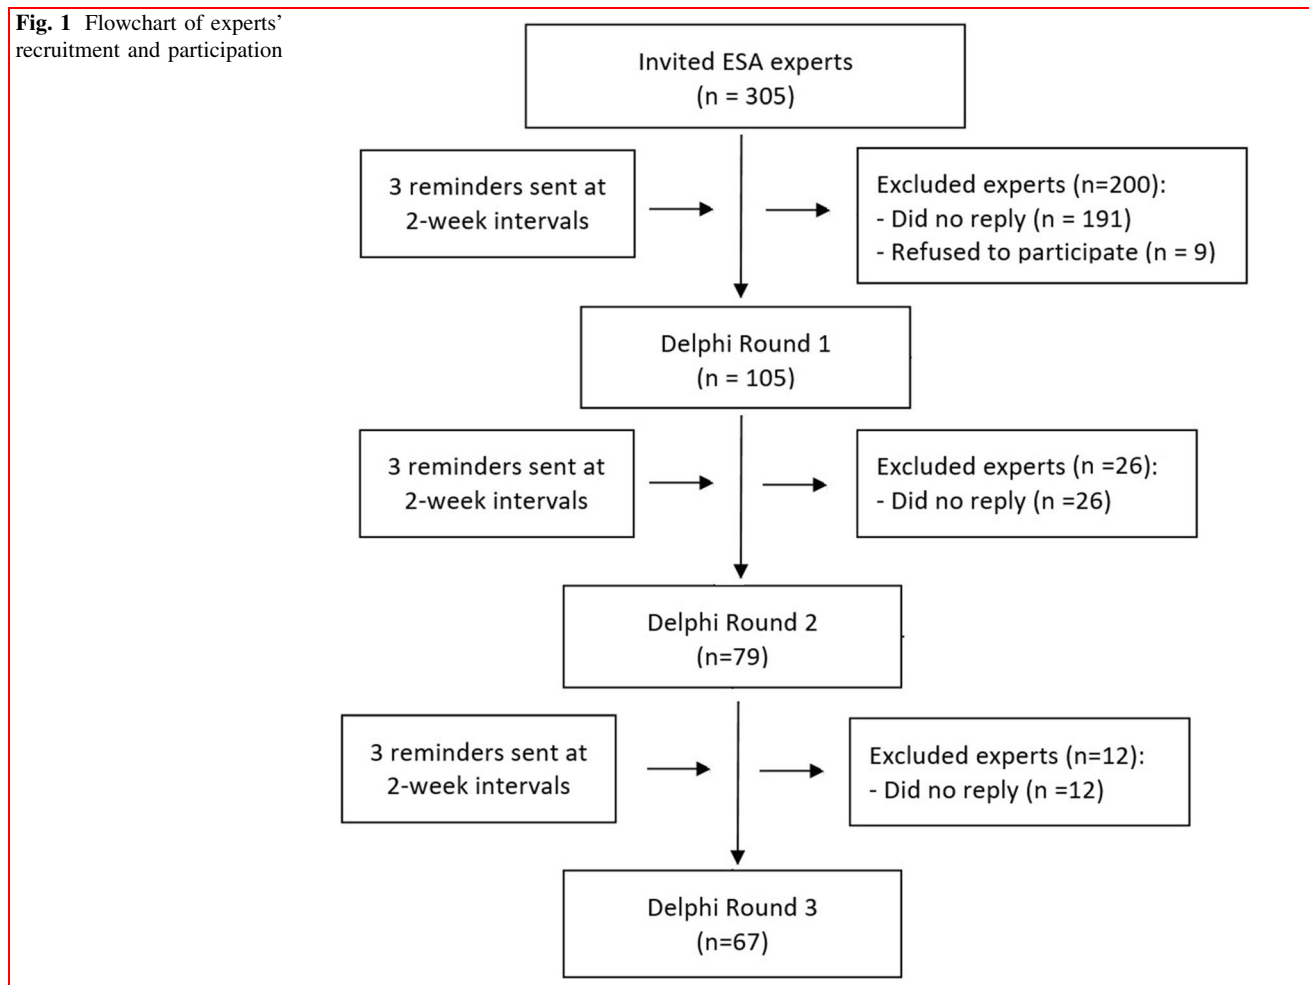 Fig. 1 Flowchart of experts’
recruitment and participation
Invited ESA experts
(n = 305)
3 reminders sent at
2-week intervals
Excluded experts (n=200):
- Did no reply (n = 191)
- Refused to participate (n = 9)
Delphi Round 1
(n = 105)
3 reminders sent at
2-week intervals
Excluded experts (n =26):
- Did no reply (n =26)
Delphi Round 2
(n=79)
3 reminders sent at
2-week intervals
Excluded experts (n=12):
- Did no reply (n =12)
Delphi Round 3
(n=67)